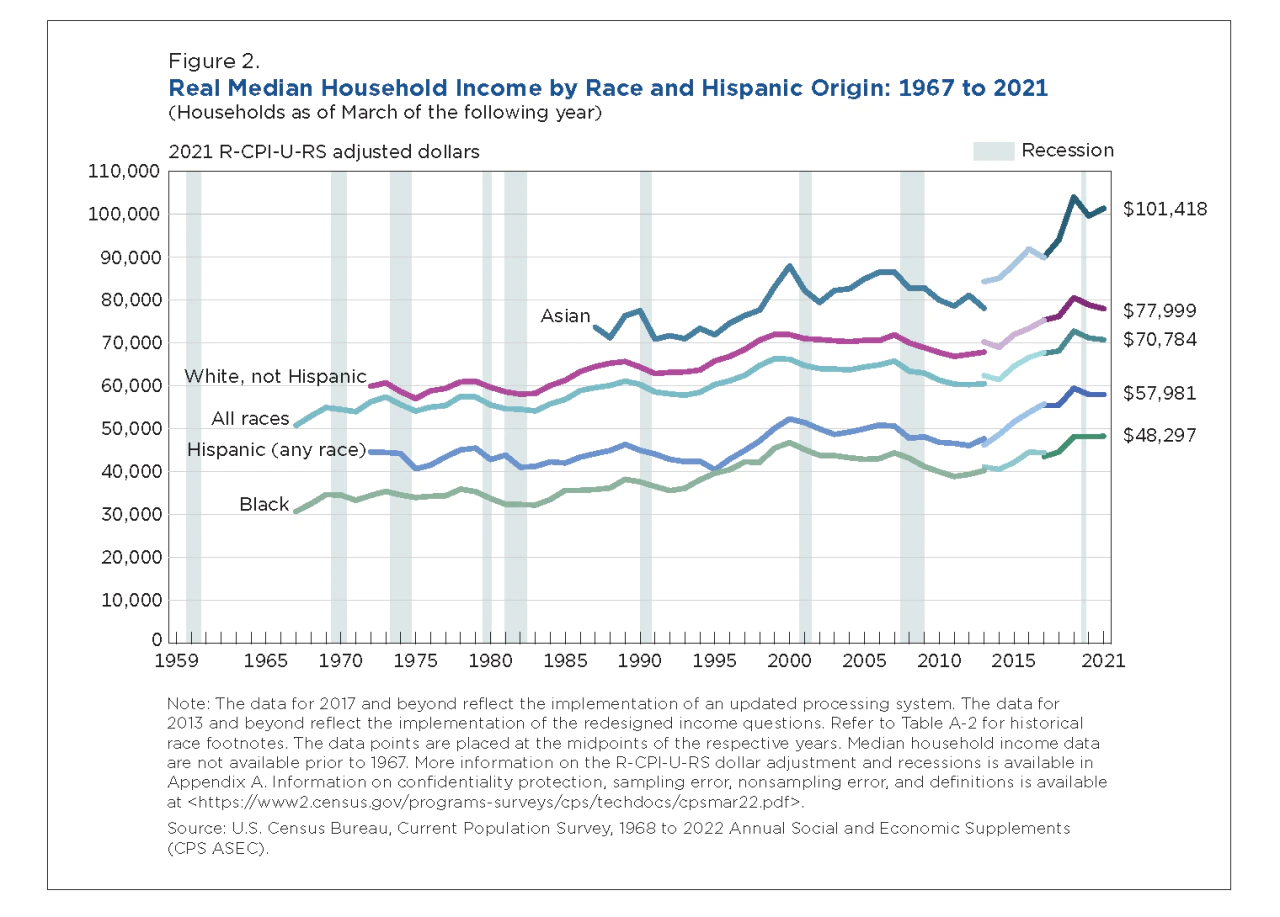 Figure 2.
Real Median Household Income by Race and Hispanic Origin: 1967 to 2021
(Households as of March of the following year)
2021 R-CPI-U-RS adjusted dollars
Recession
110,000
100,000
90,000
80,000
70,000
60,000
50,000
40,000
30,000
20,000
10,000
0
Asian
White, not Hispanic
All races
Hispanic (any race)
Black
$101,418
$77,999
$70,784
$57,981
$48,297
1959 1965 1970 1975 1980 1985 1990 1995 2000 2005 2010 2015 2021
Note: The data for 2017 and beyond reflect the implementation of an updated processing system. The data for
2013 and beyond reflect the implementation of the redesigned income questions. Refer to Table A-2 for historical
race footnotes. The data points are placed at the midpoints of the respective years. Median household income data
are not available prior to 1967. More information on the R-CPI-U-RS dollar adjustment and recessions is available in
Appendix A. Information on confidentiality protection, sampling error, nonsampling error, and definitions is available
at <https://www2.census.gov/programs-surveys/cps/techdocs/cpsmar22.pdf>.
Source: U.S. Census Bureau, Current Population Survey, 1968 to 2022 Annual Social and Economic Supplements
(CPS ASEC).